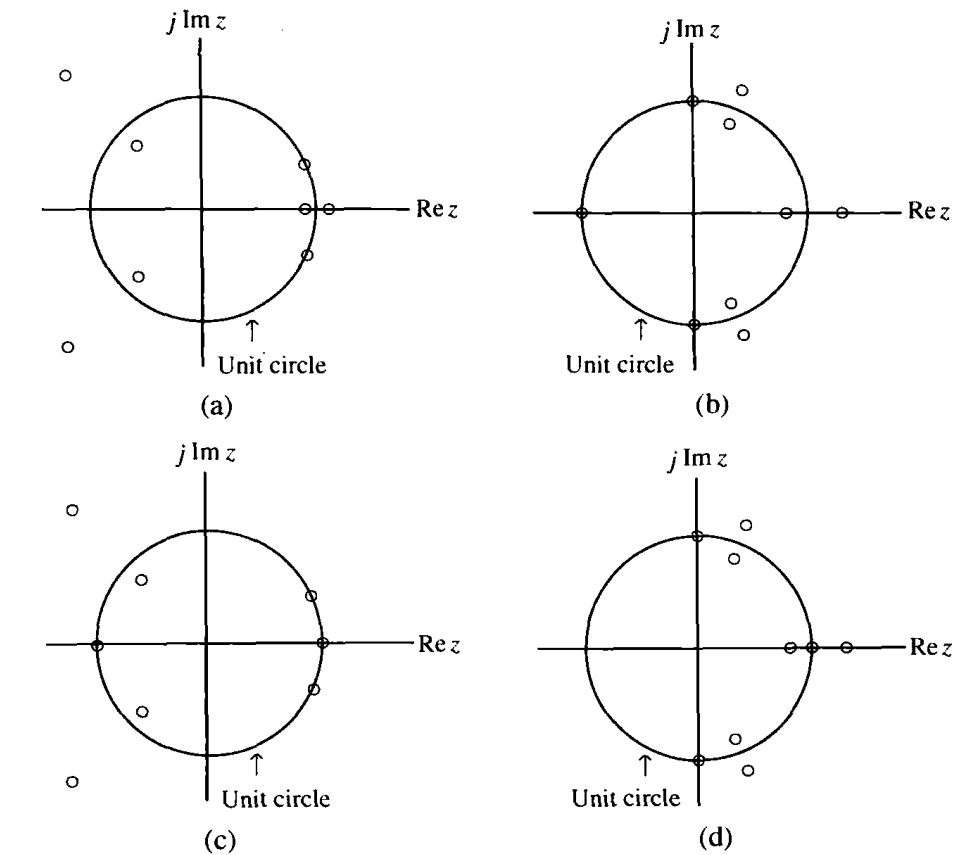 j Im z
Re z
↑
Unit circle
(a)
j Im z
Re z
↑
Unit circle
(b)
j Im z
Re z
↑
Unit circle
(c)
j Im z
Re z
↑
Unit circle
(d)